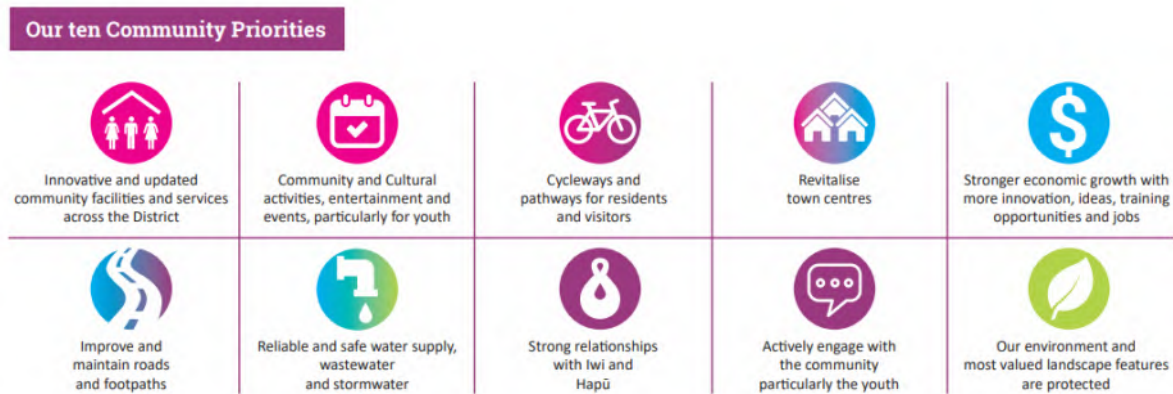 Our ten Community Priorities
Innovative and updated
community facilities and services
across the District
Community and Cultural
activities, entertainment and
events, particularly for youth
Cycleways and
pathways for residents
and visitors
Revitalise
town centres
$
Stronger economic growth with
more innovation, ideas, training
opportunities and jobs
Improve and
maintain roads
and footpaths
Reliable and safe water supply,
wastewater
and stormwater
Strong relationships
with Iwi and
Hapū
Actively engage with
the community
particularly the youth
Our environment and
most valued landscape features
are protected